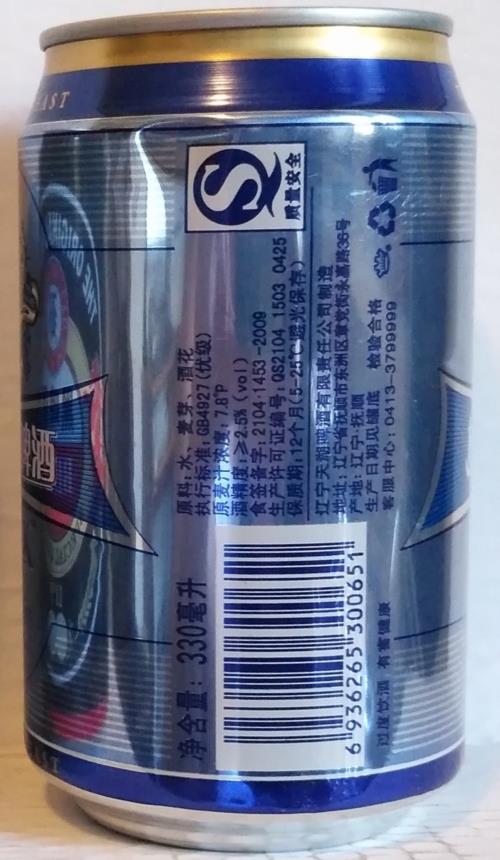 EAST
THE ORIGIN
啤酒
质量安全
原料:水、麦芽、酒花
执行标准:GB4927(优级)
原麦汁浓度:7.8°P
酒精度:≥2.5%(vol)
食签备字:2104-1453-2009
生产许可证编号:QS2104 1503 0425
保质期:12个月(5-25℃避光保存)
辽宁天湖啤酒有限责任公司制造
地址:辽宁省抚顺市东洲区章党街永嘉路36号
产地:辽宁·抚顺
生产日期见罐底 检验合格
客服中心:0413-3799999
净含量:330毫升
6 936265 300651
过度饮酒 有害健康